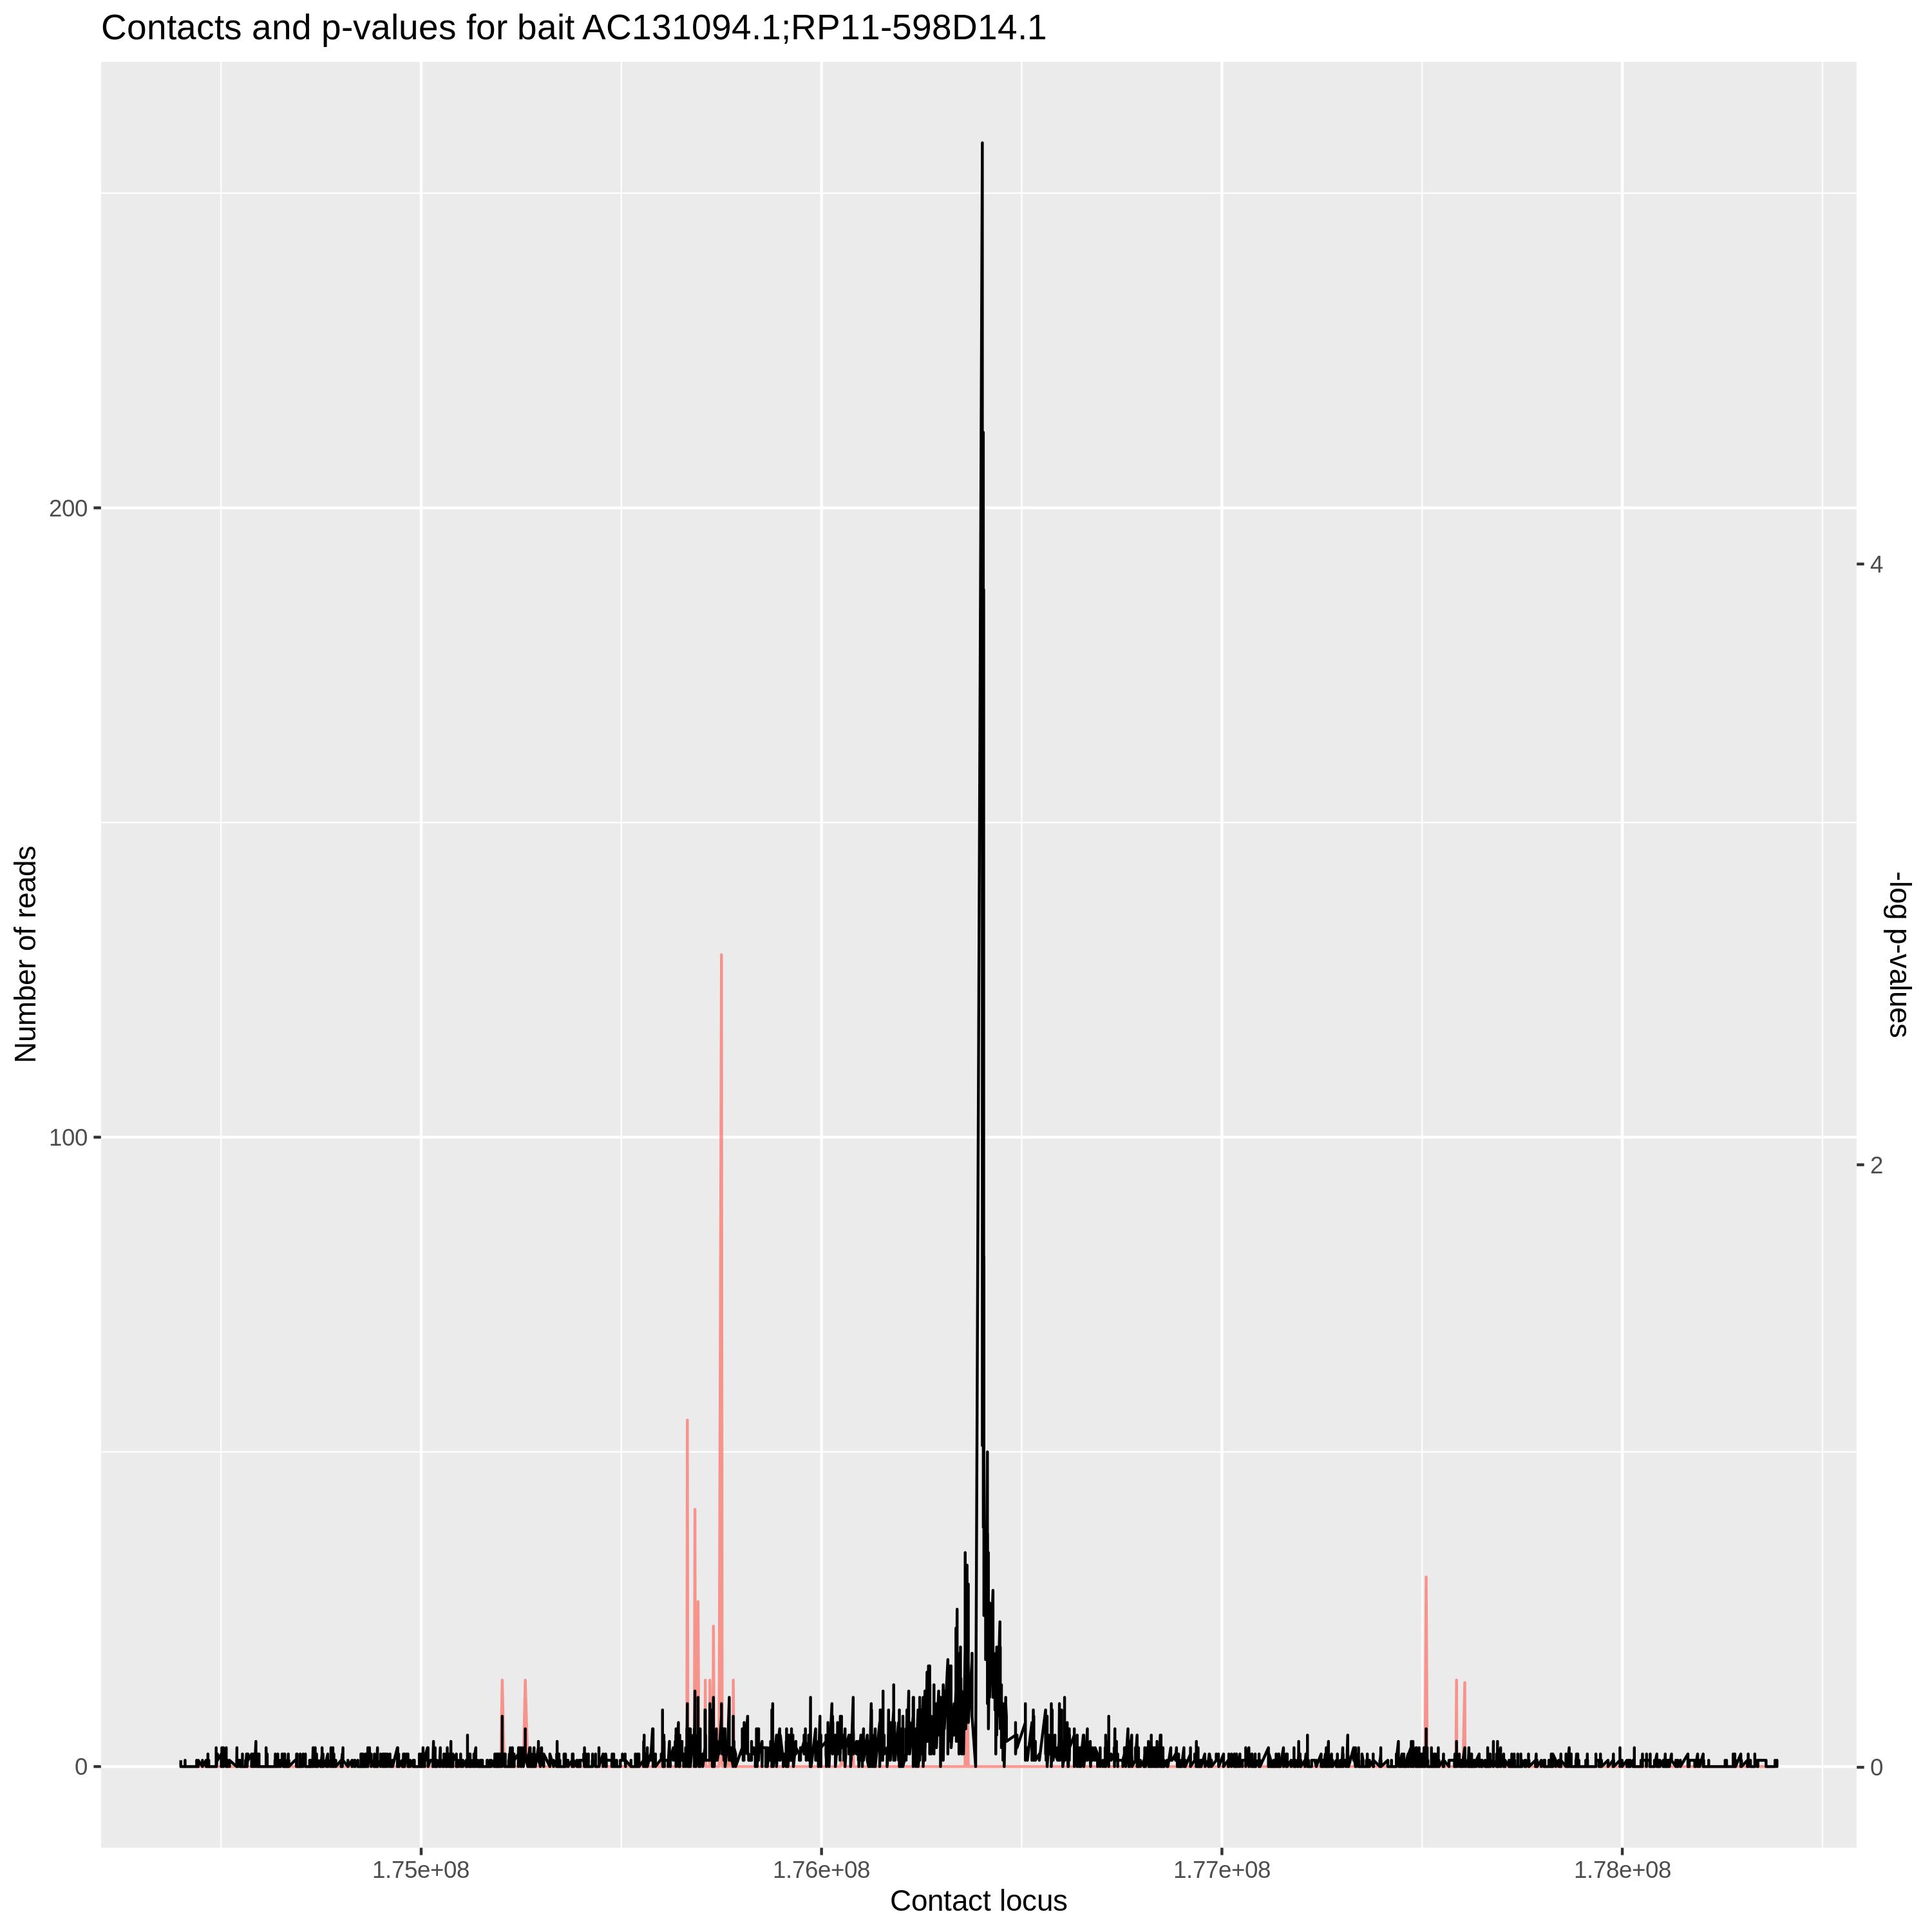 Contacts and p-values for bait AC131094.1;RP11-598D14.1
Number of reads
200
100
0
4
2
0
-log p-values
1.75e+08
1.76e+08
1.77e+08
1.78e+08
Contact locus